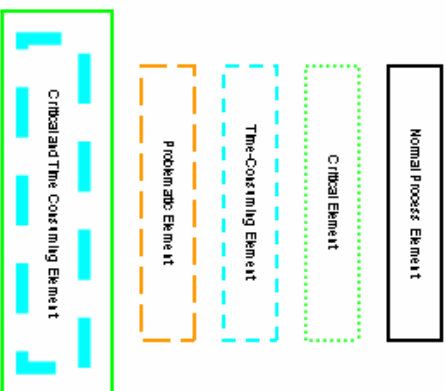 Normal Process Element
Critical Element
Time-Consuming Element
Problematic Element
Critical and Time Consuming Element